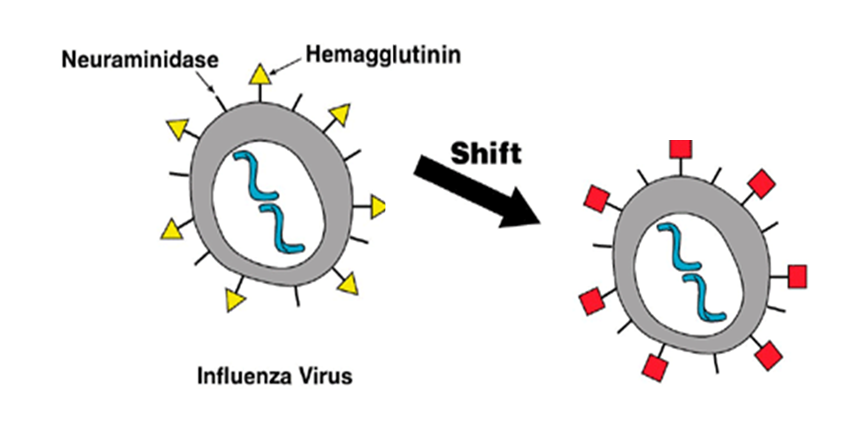 Neuraminidase
Hemagglutinin
Shift
Influenza Virus